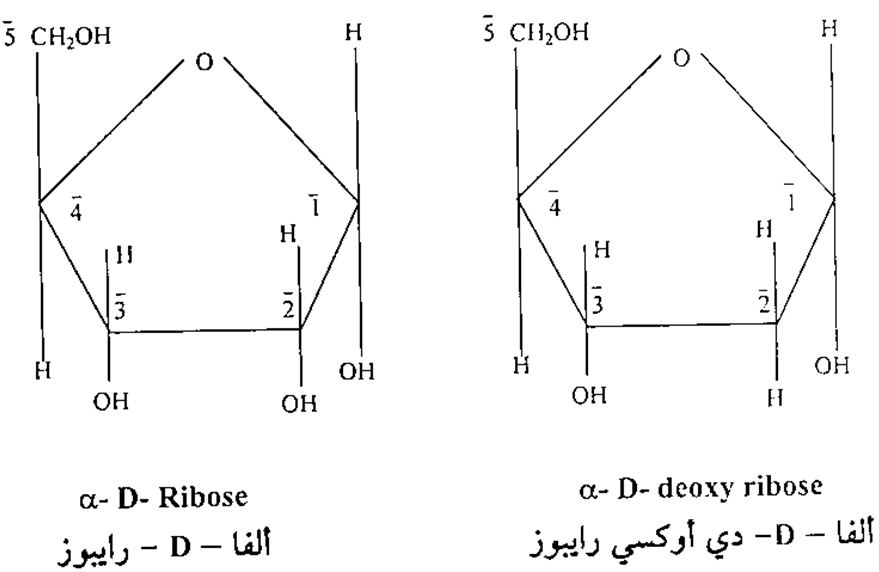 5̄ CH₂OH
O
H
4̄
1̄
H
H
3̄
2̄
H
OH
OH
OH
α- D- Ribose
ألفا – D – رايبوز
5̄ CH₂OH
O
H
4̄
1̄
H
H
3̄
2̄
H
OH
OH
H
α- D- deoxy ribose
ألفا – D– دي أوكسي رايبوز